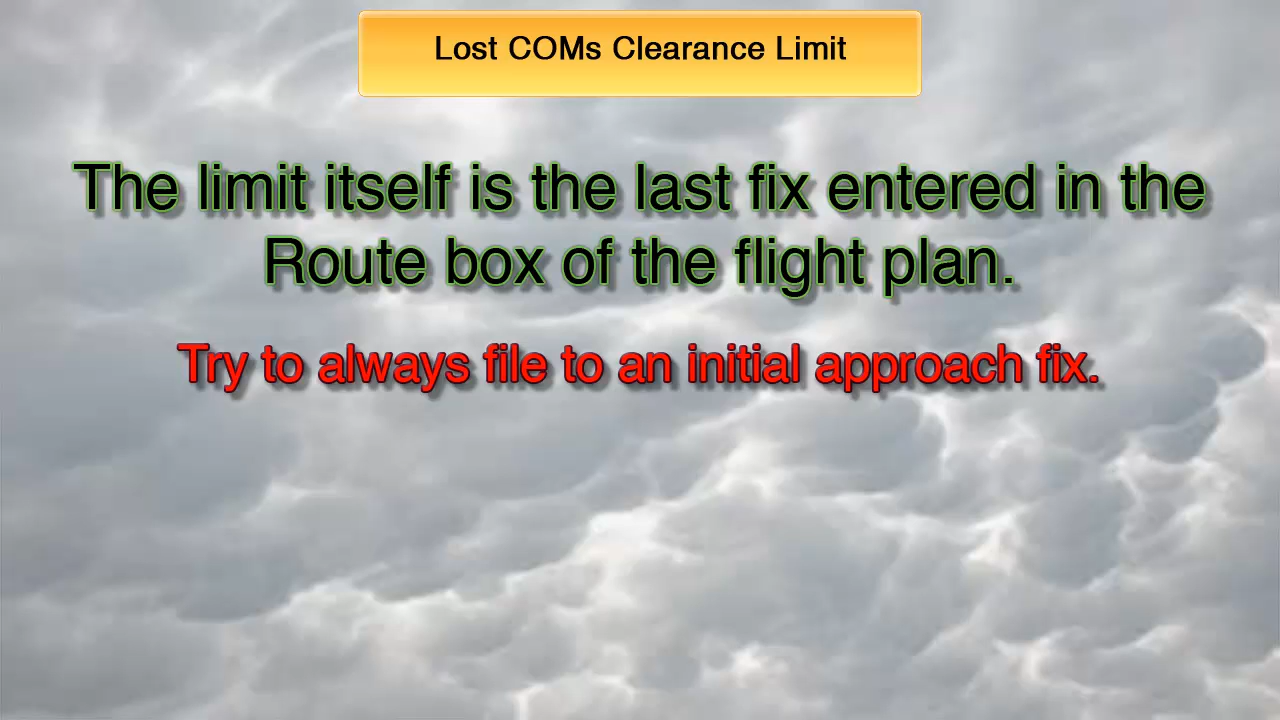 Lost COMs Clearance Limit
The limit itself is the last fix entered in the
Route box of the flight plan.
Try to always file to an initial approach fix.